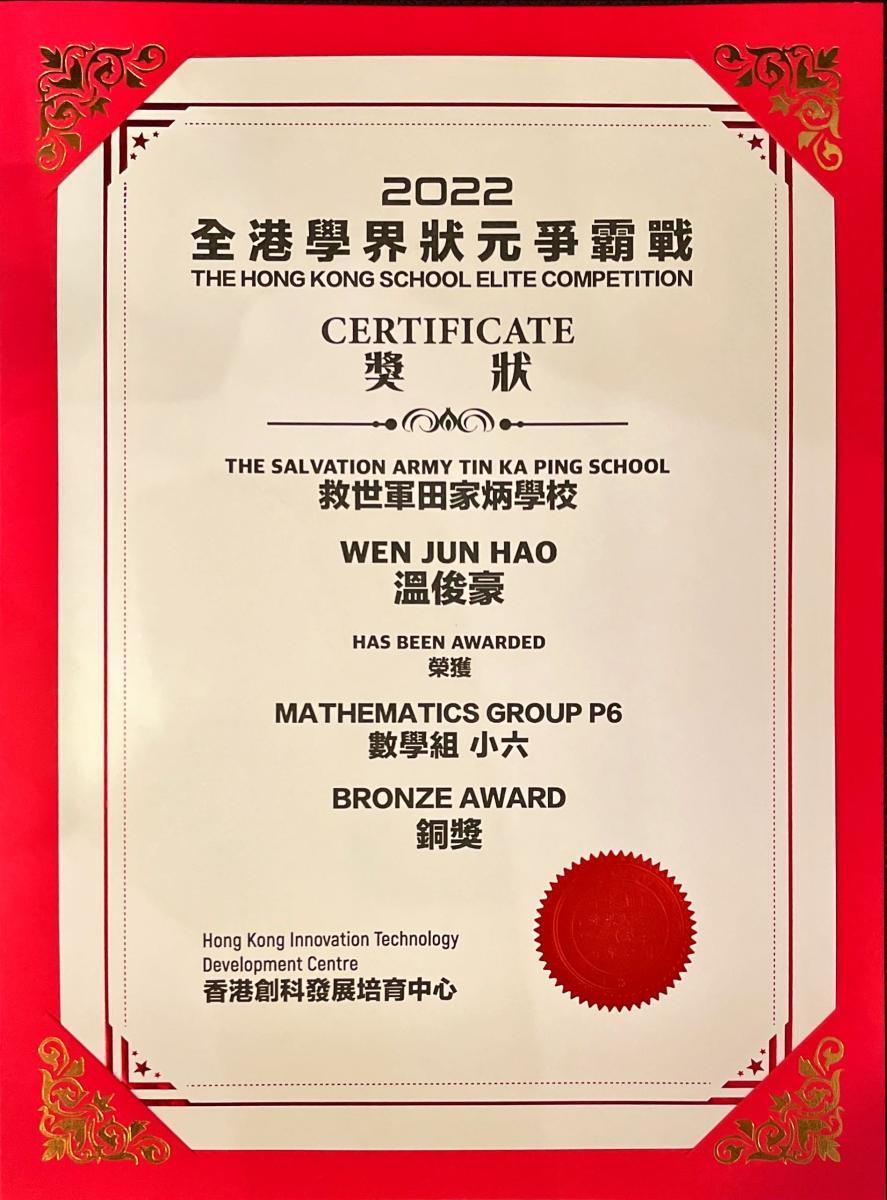 2022
全港學界狀元爭霸戰
THE HONG KONG SCHOOL ELITE COMPETITION
CERTIFICATE
獎 狀
THE SALVATION ARMY TIN KA PING SCHOOL
救世軍田家炳學校
WEN JUN HAO
溫俊豪
HAS BEEN AWARDED
榮獲
MATHEMATICS GROUP P6
數學組 小六
BRONZE AWARD
銅獎
Hong Kong Innovation Technology
Development Centre
香港創科發展培育中心